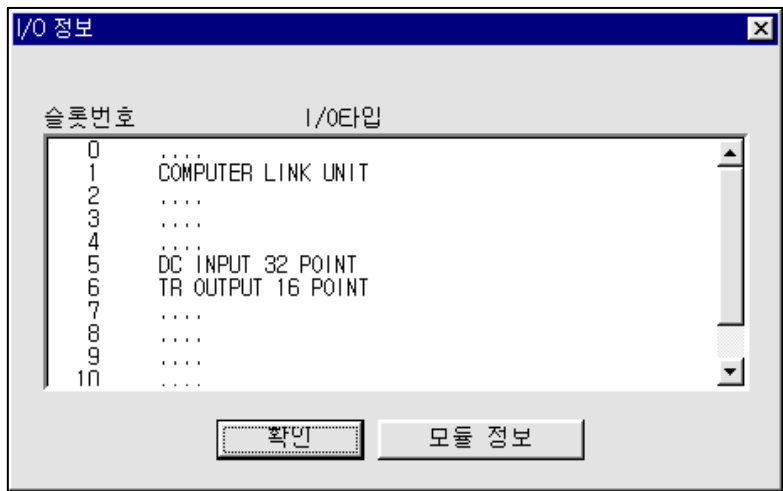 I/O 정보
슬롯번호 I/O타입
0 ....
1 COMPUTER LINK UNIT
2 ....
3 ....
4 ....
5 DC INPUT 32 POINT
6 TR OUTPUT 16 POINT
7 ....
8 ....
9 ....
10 ....
확인 모듈 정보